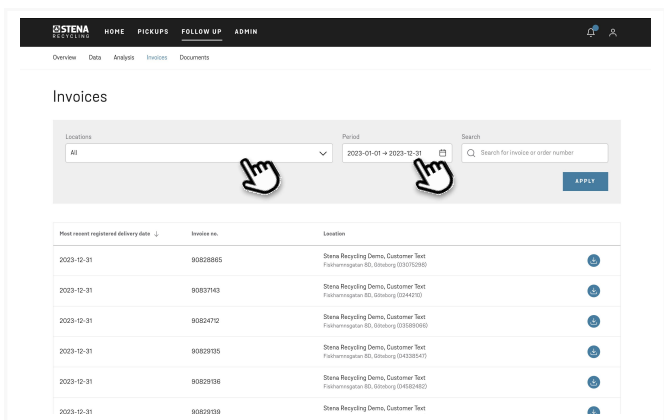 STENA
RECYCLING
HOME PICKUPS FOLLOW UP ADMIN
Overview Data Analysis Invoices Documents
Invoices
Locations Period Search
All 2023-01-01 → 2023-12-31 Search for invoice or order number
APPLY
Most recent registered delivery date ↓ Invoice no. Location
2023-12-31 90828865 Stena Recycling Demo, Customer Text
Fiskhamnsgatan 8D, Göteborg (03075298)
2023-12-31 90837143 Stena Recycling Demo, Customer Text
Fiskhamnsgatan 8D, Göteborg (0244210)
2023-12-31 90824712 Stena Recycling Demo, Customer Text
Fiskhamnsgatan 8D, Göteborg (03589066)
2023-12-31 90829135 Stena Recycling Demo, Customer Text
Fiskhamnsgatan 8D, Göteborg (04338547)
2023-12-31 90829136 Stena Recycling Demo, Customer Text
Fiskhamnsgatan 8D, Göteborg (04582482)
2023-12-31 90829139 Stena Recycling Demo, Customer Text